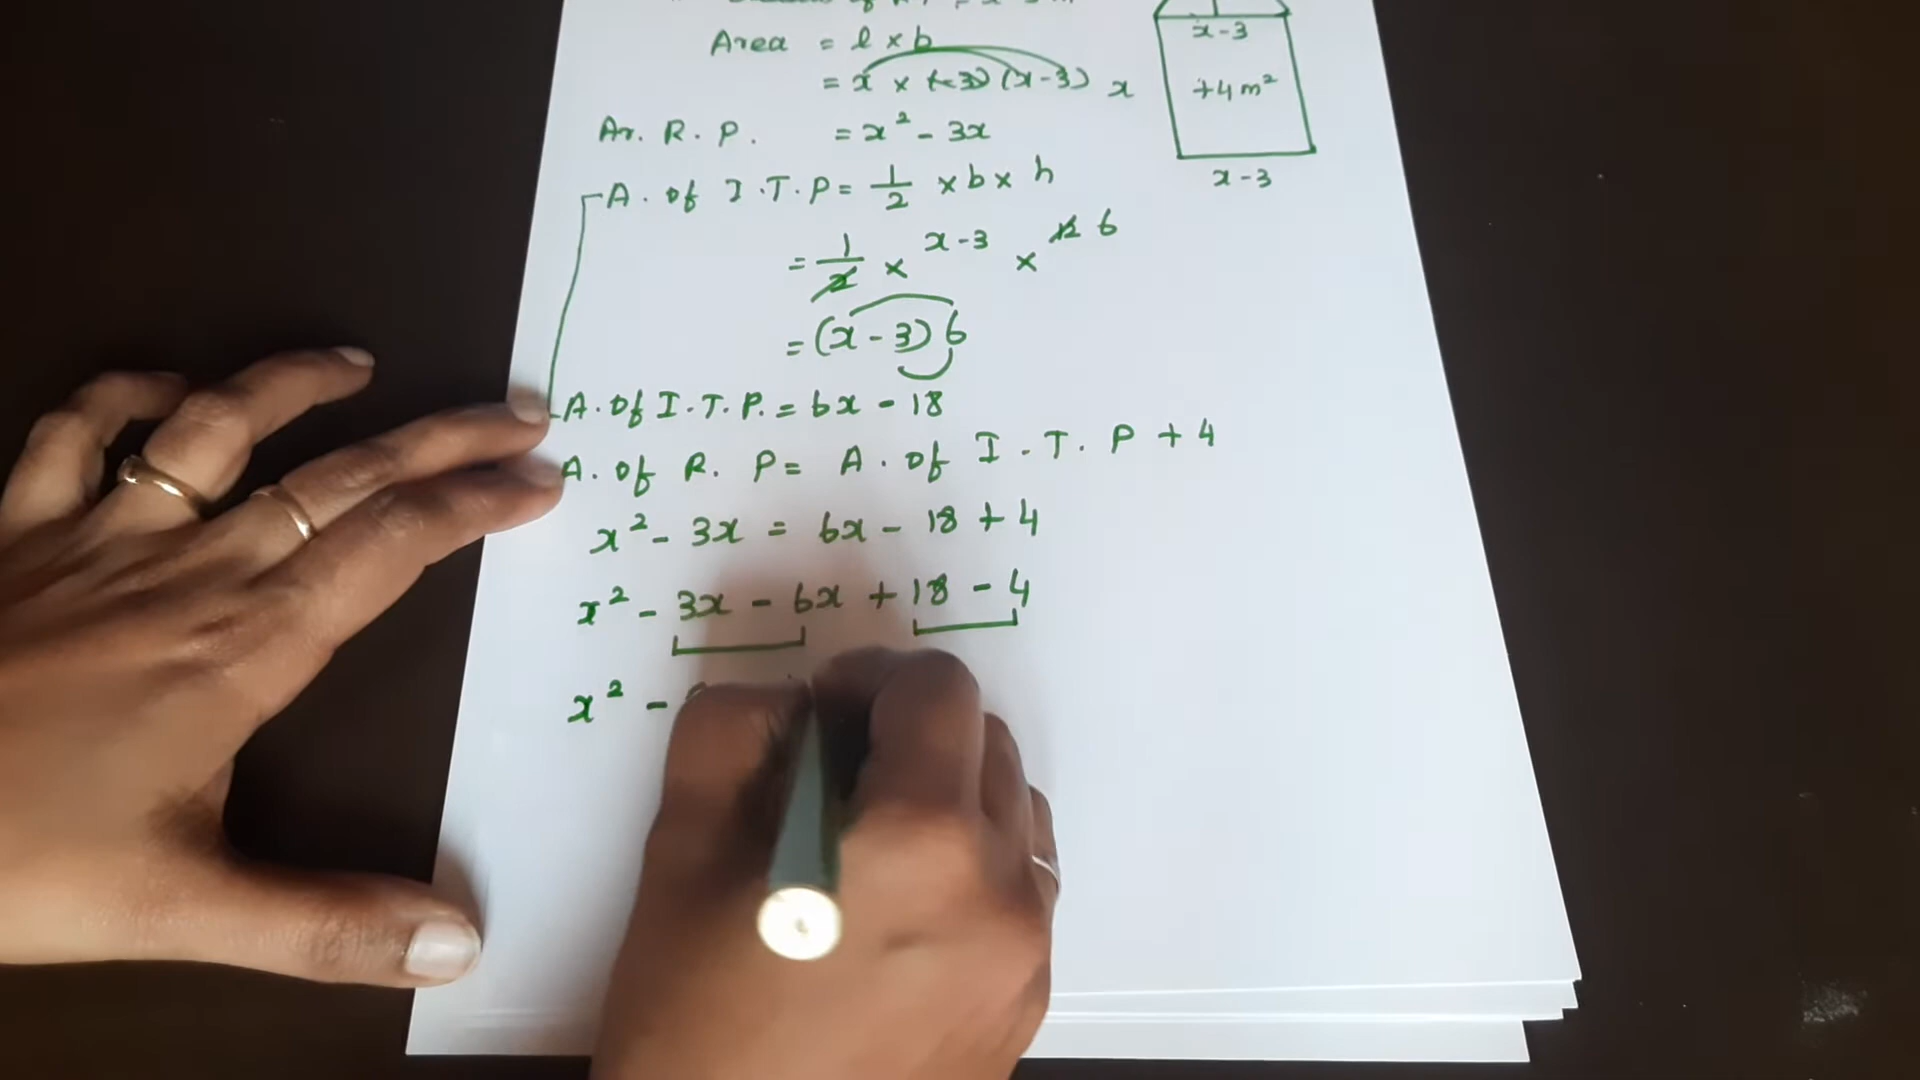 Area = l × b
= x × (-3) (x-3)
Ar. R. P. = x² - 3x
A. of I.T.P = 1/2 × b × h
= 1/2 × x-3 × 12 6
= (x-3) 6
A. of I.T.P. = 6x - 18
A. of R. P = A. of I. T. P + 4
x² - 3x = 6x - 18 + 4
x² - 3x - 6x + 18 - 4
x² -
x-3
x
+4m²
x-3